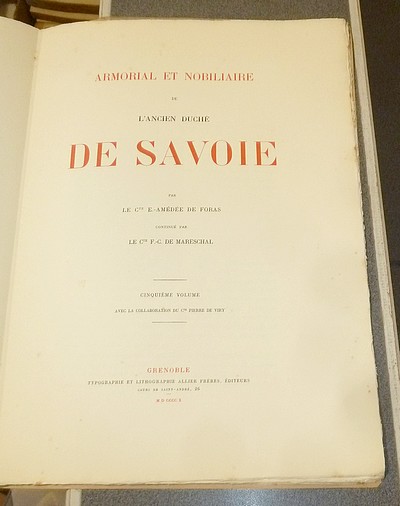 ARMORIAL ET NOBILIAIRE
DE
L'ANCIEN DUCHÉ
DE SAVOIE
PAR
LE Cte E.-AMÉDÉE DE FORAS
CONTINUÉ PAR
LE Cte F.-C. DE MARESCHAL
CINQUIÈME VOLUME
AVEC LA COLLABORATION DU Cte PIERRE DE VIRY
GRENOBLE
TYPOGRAPHIE ET LITHOGRAPHIE ALLIER FRÈRES, ÉDITEURS
COURS DE SAINT-ANDRÉ, 26